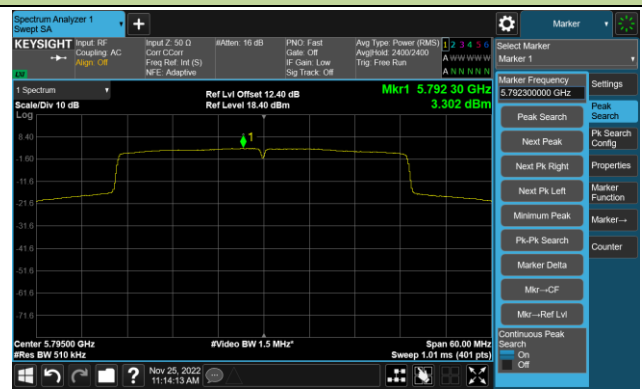 Spectrum Analyzer 1
Swept SA
Marker
KEYSIGHT
Input: RF
Coupling: AC
Align: Off
Input Z: 50 Ω
Corr CCorr
Freq Ref: Int (S)
NFE: Adaptive
#Atten: 16 dB
PNO: Fast
Gate: Off
IF Gain: Low
Sig Track: Off
Avg Type: Power (RMS)
Avg|Hold: 2400/2400
Trig: Free Run
1 2 3 4 5 6
A W W W W W
A N N N N N
LXI
Select Marker
Marker 1
1 Spectrum
Scale/Div 10 dB
Log
Ref Lvl Offset 12.40 dB
Ref Level 18.40 dBm
Mkr1 5.792 30 GHz
3.302 dBm
1
8.40
-1.60
-11.6
-21.6
-31.6
-41.6
-51.6
-61.6
-71.6
Center 5.79500 GHz
#Res BW 510 kHz
#Video BW 1.5 MHz*
Span 60.00 MHz
Sweep 1.01 ms (401 pts)
Marker Frequency
5.792300000 GHz
Peak Search
Next Peak
Next Pk Right
Next Pk Left
Minimum Peak
Pk-Pk Search
Marker Delta
Mkr→CF
Mkr→Ref Lvl
Continuous Peak
Search
On
Off
Settings
Peak
Search
Pk Search
Config
Properties
Marker
Function
Marker→
Counter
Nov 25, 2022
11:14:13 AM